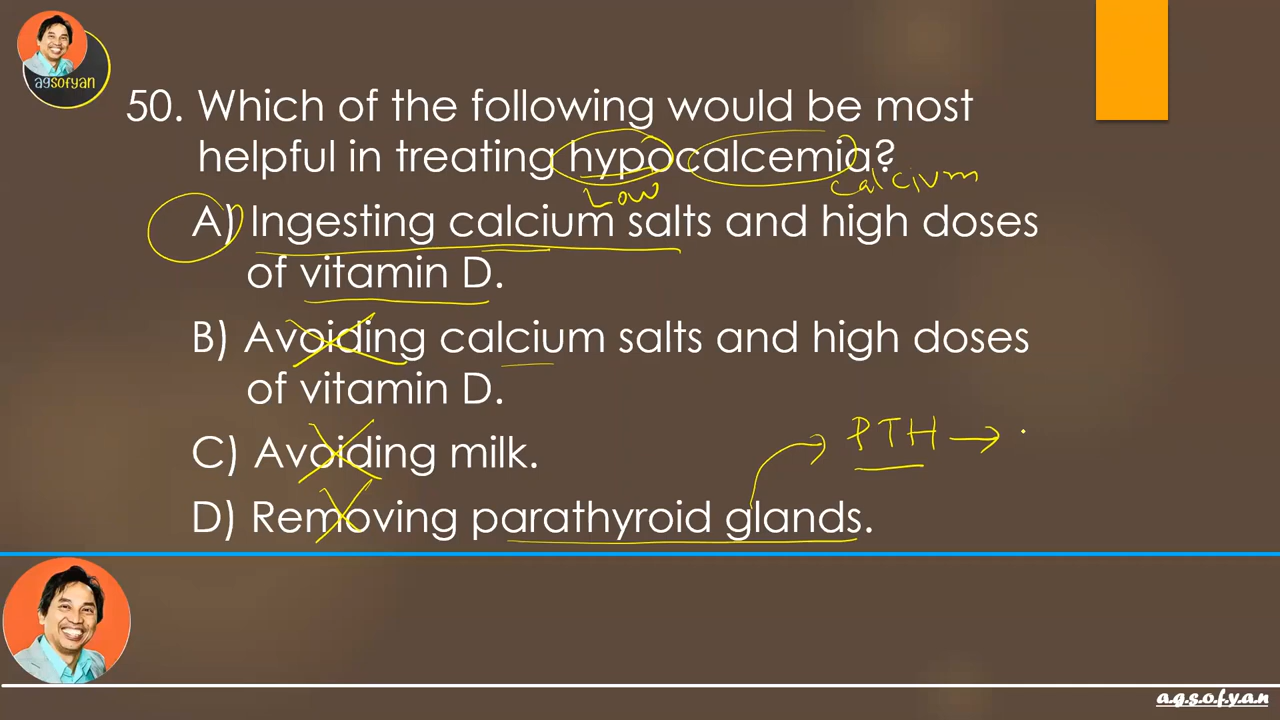 agsofyan
50. Which of the following would be most
helpful in treating hypocalcemia?
Low
calcium
A) Ingesting calcium salts and high doses
of vitamin D.
B) Avoiding calcium salts and high doses
of vitamin D.
C) Avoiding milk.
PTH →
D) Removing parathyroid glands.
a.g.s.o.f.y.a.n